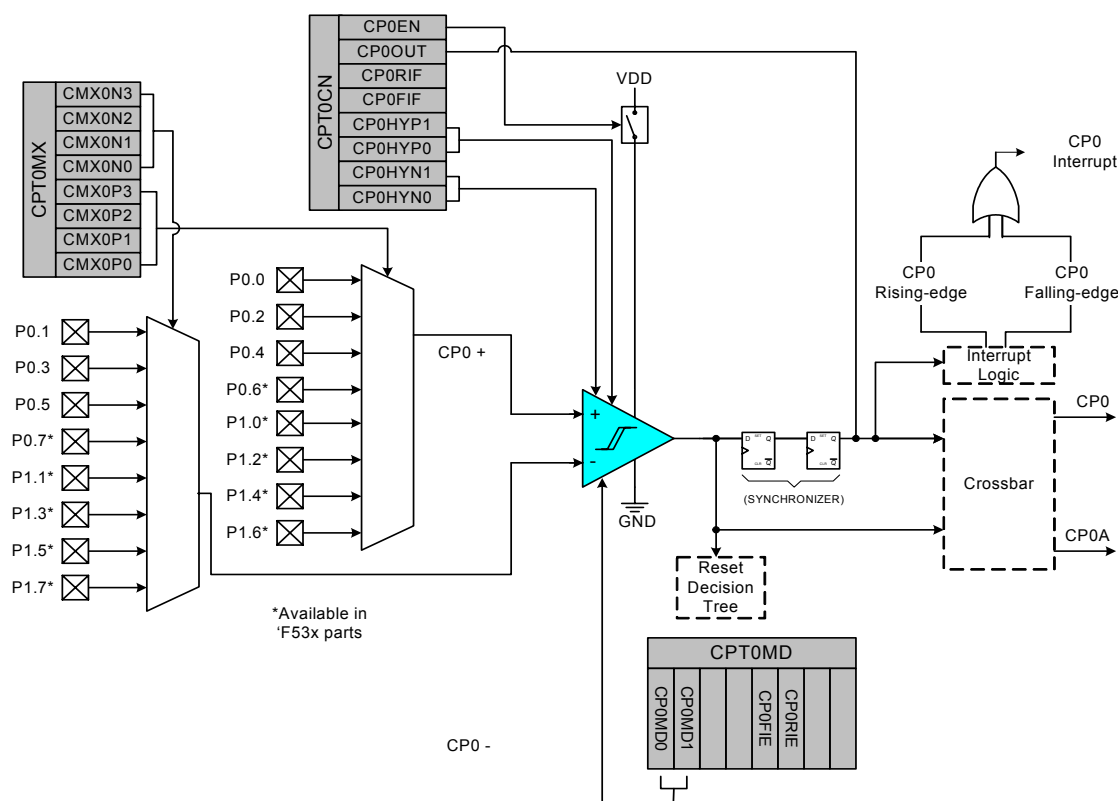 CPT0CN
CP0EN
CP0OUT
CP0RIF
CP0FIF
CP0HYP1
CP0HYP0
CP0HYN1
CP0HYN0
CPT0MX
CMX0N3
CMX0N2
CMX0N1
CMX0N0
CMX0P3
CMX0P2
CMX0P1
CMX0P0
VDD
CP0
Interrupt
CP0
Rising-edge
CP0
Falling-edge
P0.0
P0.2
P0.4
P0.6*
P1.0*
P1.2*
P1.4*
P1.6*
P0.1
P0.3
P0.5
P0.7*
P1.1*
P1.3*
P1.5*
P1.7*
CP0 +
+
-
GND
D SET Q
CLR Q
D SET Q
CLR Q
(SYNCHRONIZER)
Interrupt
Logic
CP0
Crossbar
CP0A
Reset
Decision
Tree
*Available in
'F53x parts
CPT0MD
CP0MD0
CP0MD1
CP0FIE
CP0RIE
CP0 -